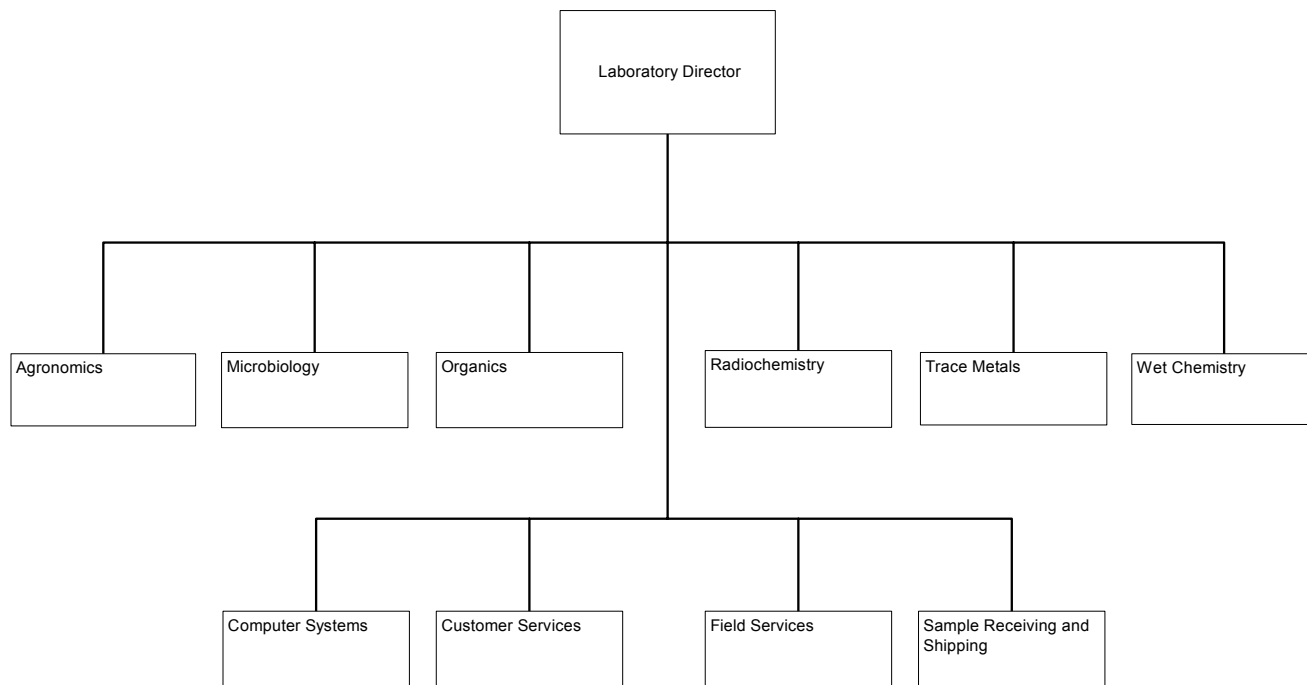 Laboratory Director
Agronomics
Microbiology
Organics
Radiochemistry
Trace Metals
Wet Chemistry
Computer Systems
Customer Services
Field Services
Sample Receiving and
Shipping